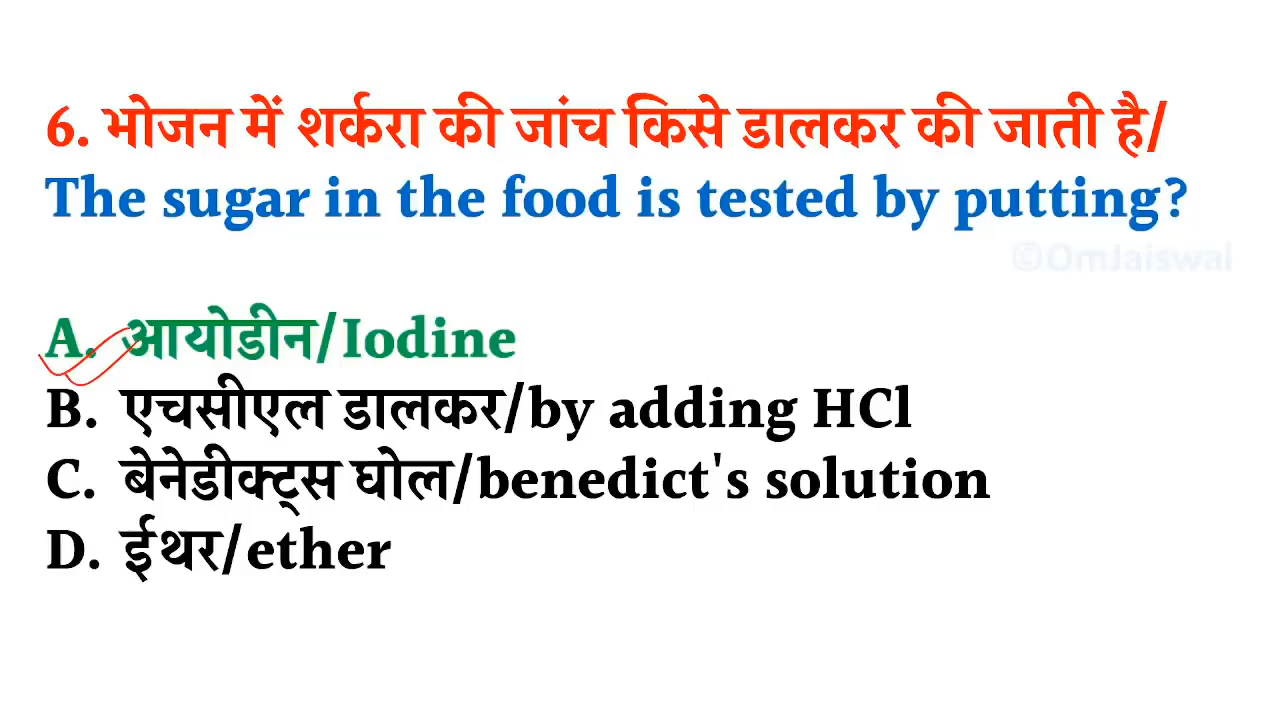 6. भोजन में शर्करा की जांच किसे डालकर की जाती है/
The sugar in the food is tested by putting?
©OmJaiswal
A. आयोडीन/Iodine
B. एचसीएल डालकर/by adding HCl
C. बेनेडीक्ट्स घोल/benedict's solution
D. ईथर/ether